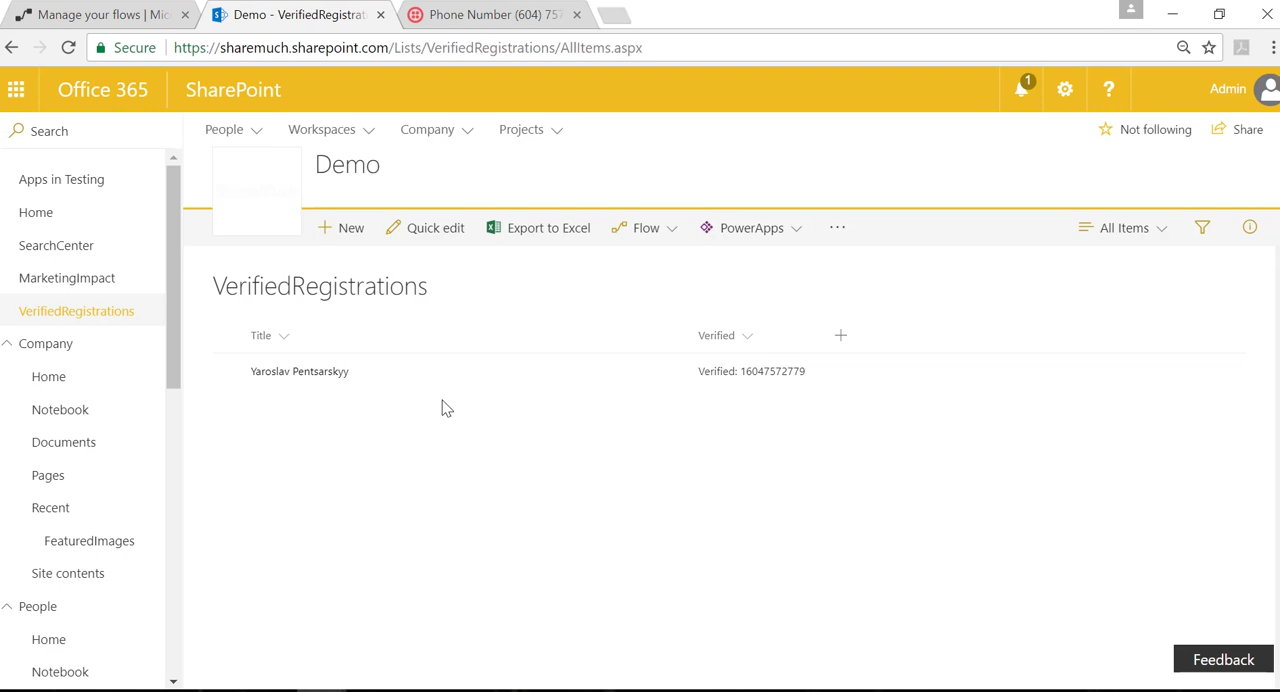 Manage your flows | Mic
Demo - VerifiedRegistrat
Phone Number (604) 757
Secure
https://sharemuch.sharepoint.com/Lists/VerifiedRegistrations/AllItems.aspx
Office 365
SharePoint
1
?
Admin
Search
People
Workspaces
Company
Projects
Not following
Share
Demo
New
Quick edit
Export to Excel
Flow
PowerApps
...
All Items
Apps in Testing
Home
SearchCenter
MarketingImpact
VerifiedRegistrations
Company
Home
Notebook
Documents
Pages
Recent
FeaturedImages
Site contents
People
Home
Notebook
VerifiedRegistrations
Title
Verified
Yaroslav Pentsarskyy
Verified: 16047572779
Feedback